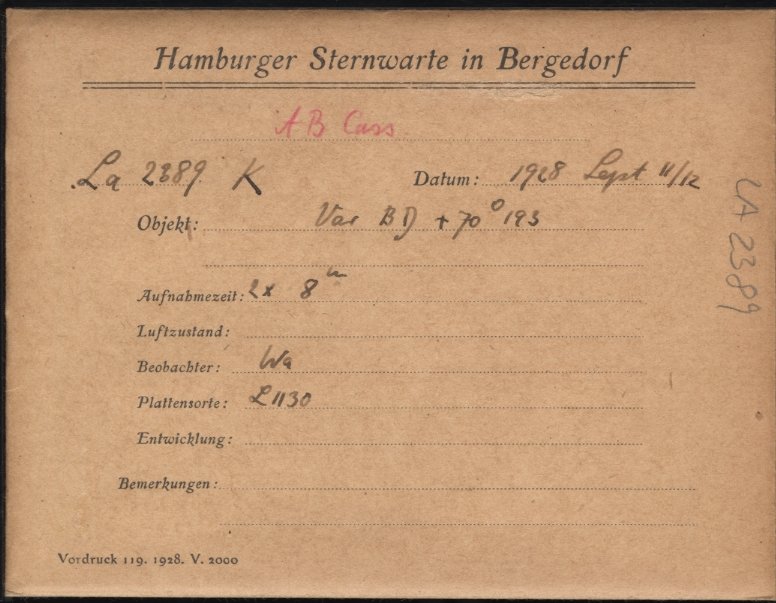 Hamburger Sternwarte in Bergedorf
AB Cass
La 2389 K Datum: 1928 Sept 11/12
Objekt: Var BD + 70° 193
Aufnahmezeit: 2x 8m
Luftzustand:
Beobachter: Wa
Plattensorte: L 1130
Entwicklung:
Bemerkungen:
Vordruck 119. 1928. V. 2000
LA 2389